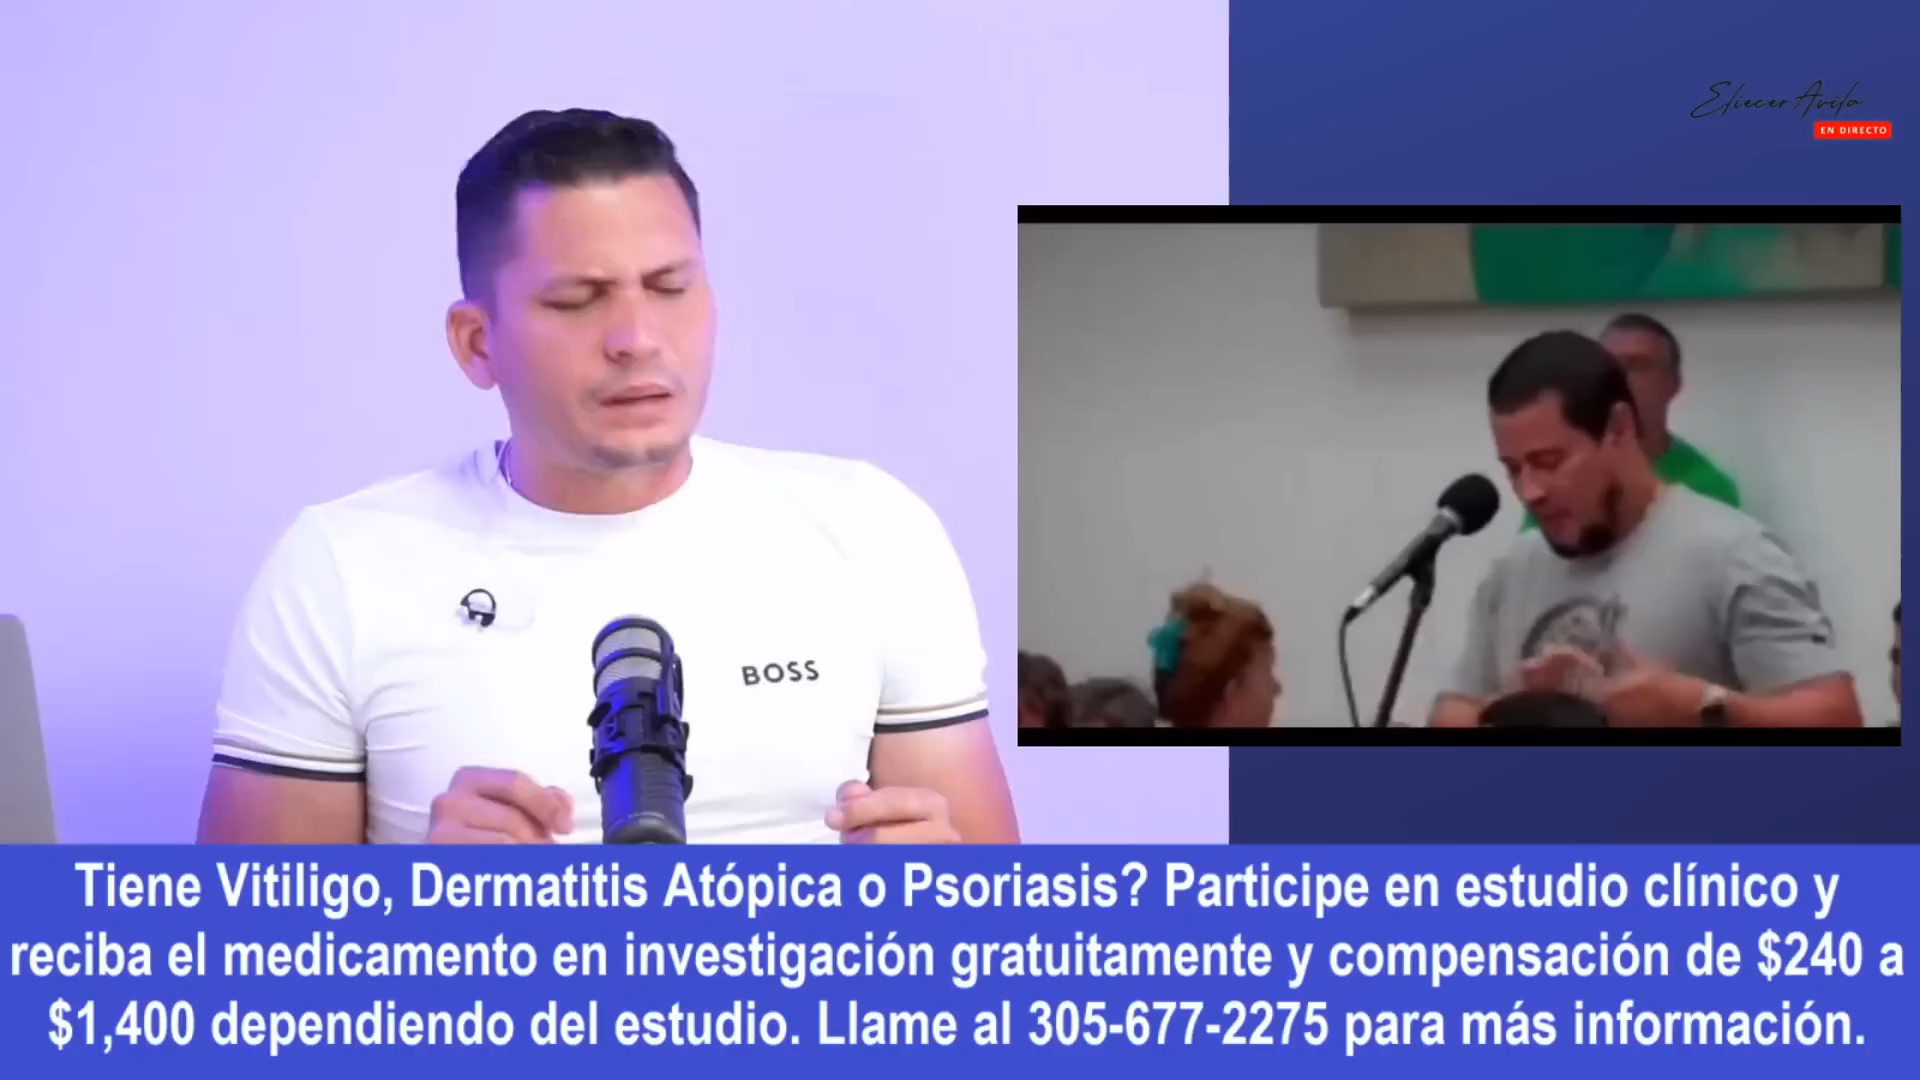 Eliecer Avila
EN DIRECTO
BOSS
Tiene Vitiligo, Dermatitis Atópica o Psoriasis? Participe en estudio clínico y
reciba el medicamento en investigación gratuitamente y compensación de $240 a
$1,400 dependiendo del estudio. Llame al 305-677-2275 para más información.